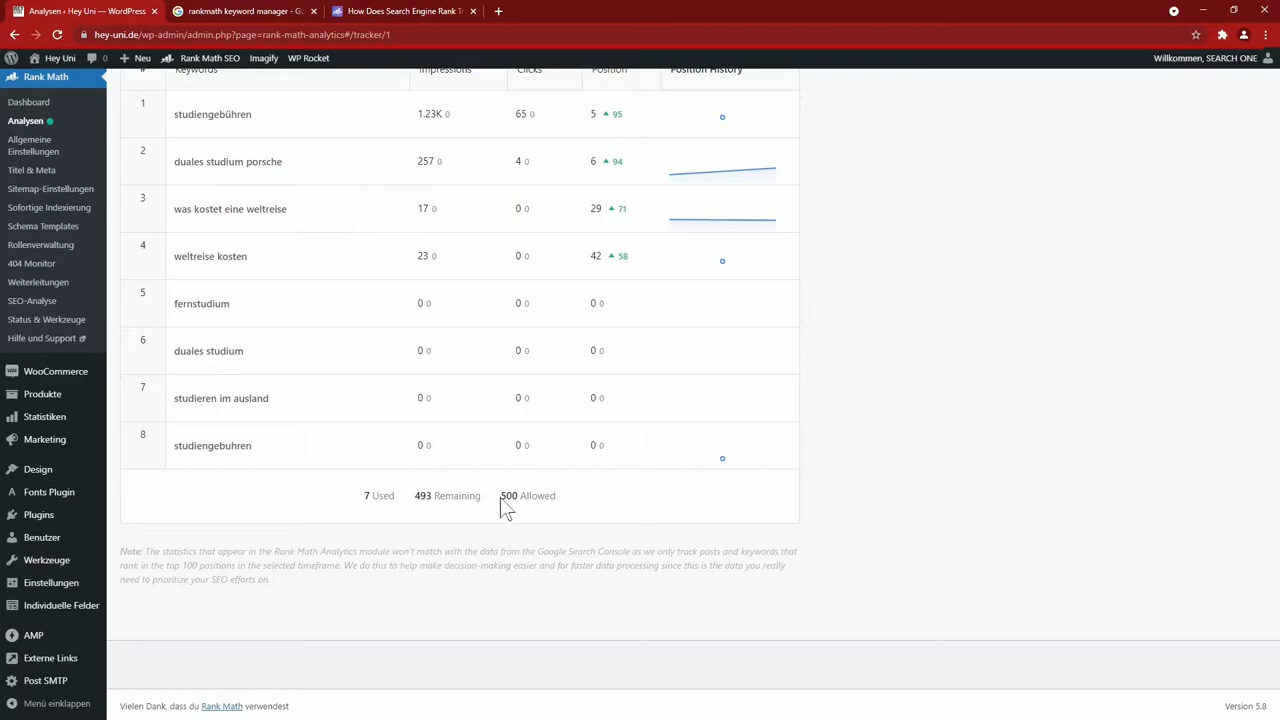 Analysen ‹ Hey Uni — WordPress
rankmath keyword manager - Go
How Does Search Engine Rank T
hey-uni.de/wp-admin/admin.php?page=rank-math-analytics#/tracker/1
Hey Uni
0
Neu
Rank Math SEO
Imagify
WP Rocket
Willkommen, SEARCH ONE
Rank Math
Dashboard
Analysen
Allgemeine
Einstellungen
Titel & Meta
Sitemap-Einstellungen
Sofortige Indexierung
Schema Templates
Rollenverwaltung
404 Monitor
Weiterleitungen
SEO-Analyse
Status & Werkzeuge
Hilfe und Support
WooCommerce
Produkte
Statistiken
Marketing
Design
Fonts Plugin
Plugins
Benutzer
Werkzeuge
Einstellungen
Individuelle Felder
AMP
Externe Links
Post SMTP
Menü einklappen
# Keywords Impressions Clicks Position Position History
1 studiengebühren 1.23K 0 65 0 5 95
2 duales studium porsche 257 0 4 0 6 94
3 was kostet eine weltreise 17 0 0 0 29 71
4 weltreise kosten 23 0 0 0 42 58
5 fernstudium 0 0 0 0 0 0
6 duales studium 0 0 0 0 0 0
7 studieren im ausland 0 0 0 0 0 0
8 studiengebuhren 0 0 0 0 0 0
7 Used 493 Remaining 500 Allowed
Note: The statistics that appear in the Rank Math Analytics module won't match with the data from the Google Search Console as we only track posts and keywords that
rank in the top 100 positions in the selected timeframe. We do this to help make decision-making easier and for faster data processing since this is the data you really
need to prioritize your SEO efforts on.
Vielen Dank, dass du Rank Math verwendest
Version 5.8